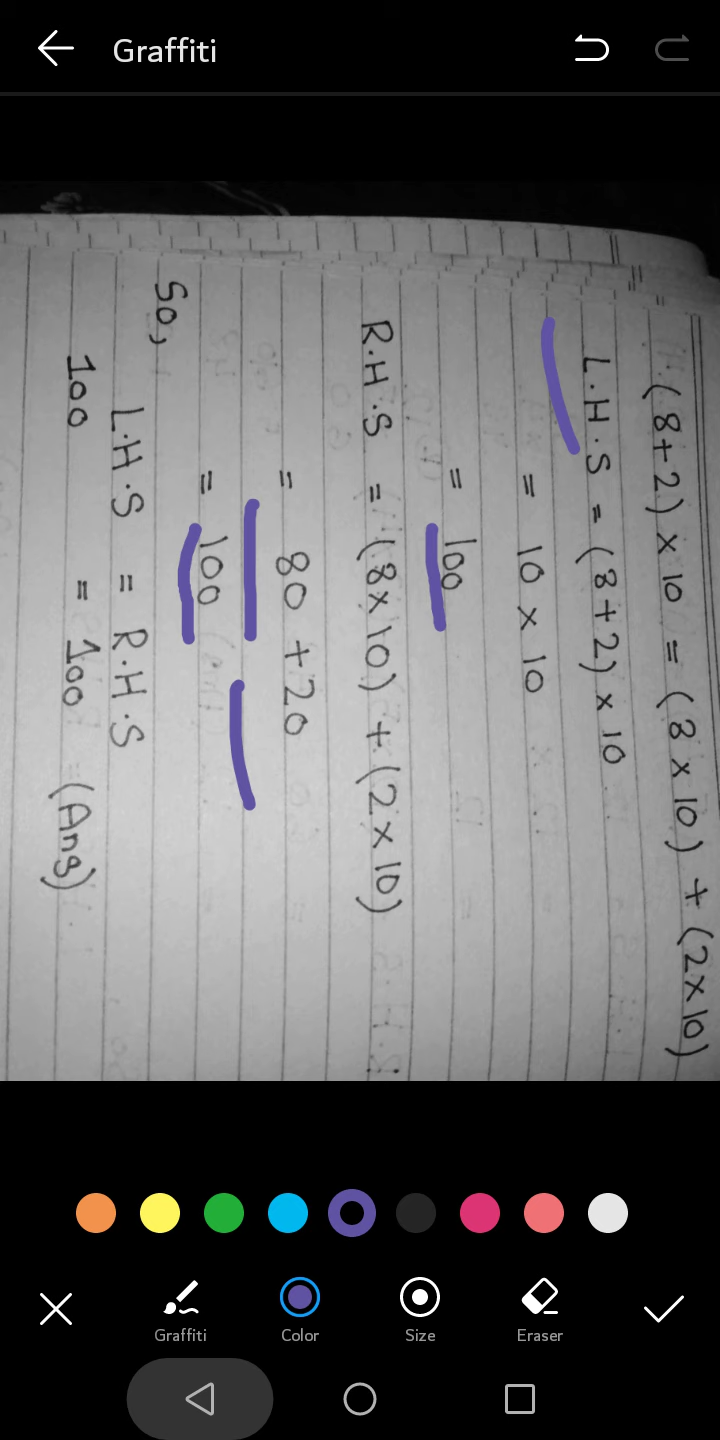 Graffiti
(8+2) × 10 = (8 × 10) + (2×10)
L.H.S = (8+2) × 10
= 10 × 10
= 100
R.H.S = (8×10) + (2×10)
= 80 + 20
= 100
So,
L.H.S = R.H.S
100 = 100 (Ans)
Graffiti
Color
Size
Eraser